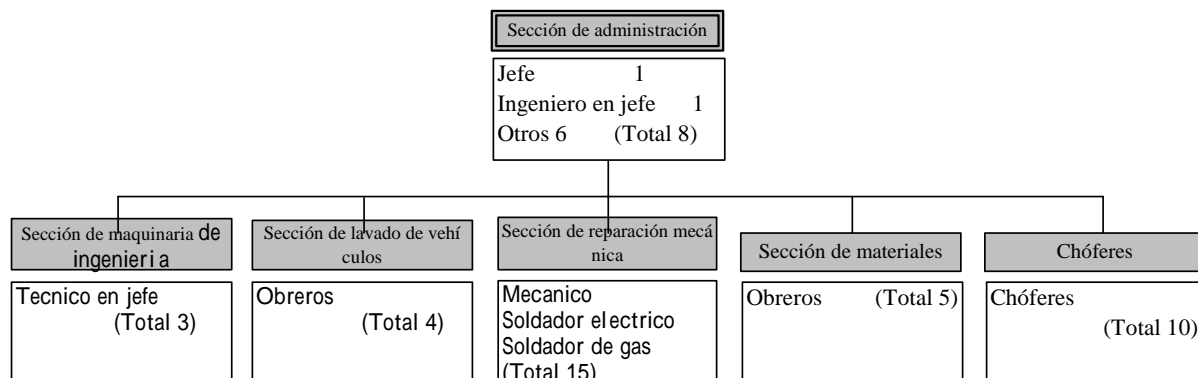 Sección de administración
Jefe 1
Ingeniero en jefe 1
Otros 6 (Total 8)
Sección de maquinaria de
ingenieria
Tecnico en jefe
(Total 3)
Sección de lavado de vehí
culos
Obreros
(Total 4)
Sección de reparación mecá
nica
Mecanico
Soldador electrico
Soldador de gas
(Total 15)
Sección de materiales
Obreros (Total 5)
Chóferes
Chóferes
(Total 10)